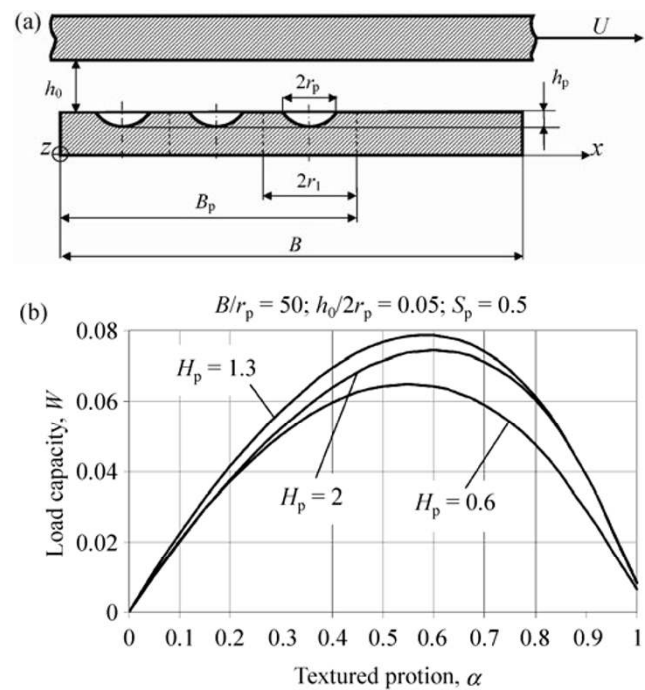 (a)
U
h₀
2rₚ
hₚ
z
x
2r₁
Bₚ
B
(b)
B/rₚ = 50; h₀/2rₚ = 0.05; Sₚ = 0.5
0.08
0.06
0.04
0.02
0
Load capacity, W
Hₚ = 1.3
Hₚ = 2
Hₚ = 0.6
0 0.1 0.2 0.3 0.4 0.5 0.6 0.7 0.8 0.9 1
Textured protion, α